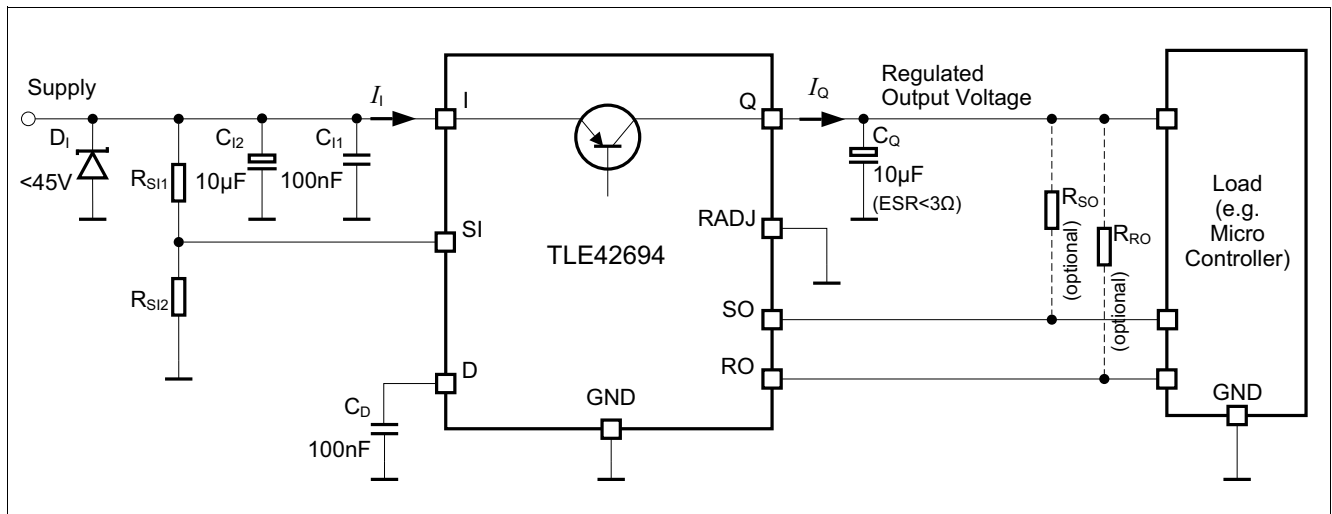 Supply
D_I
<45V
R_SI1
R_SI2
C_I2
10µF
C_I1
100nF
I_I
I
SI
D
C_D
100nF
TLE42694
GND
Q
RADJ
SO
RO
I_Q
Regulated
Output Voltage
C_Q
10µF
(ESR<3Ω)
R_SO
(optional)
R_RO
(optional)
Load
(e.g.
Micro
Controller)
GND